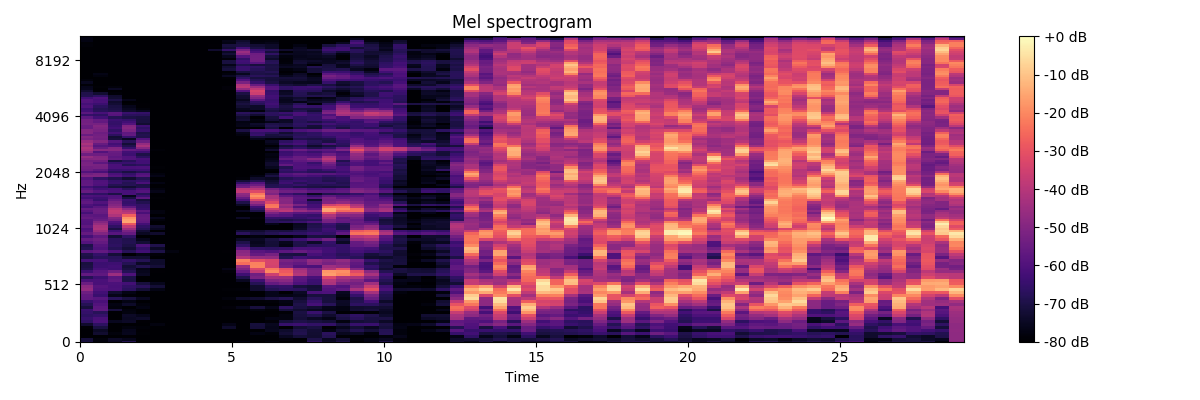 Mel spectrogram
8192
4096
2048
1024
512
0
Hz
0 5 10 15 20 25
Time
+0 dB
-10 dB
-20 dB
-30 dB
-40 dB
-50 dB
-60 dB
-70 dB
-80 dB